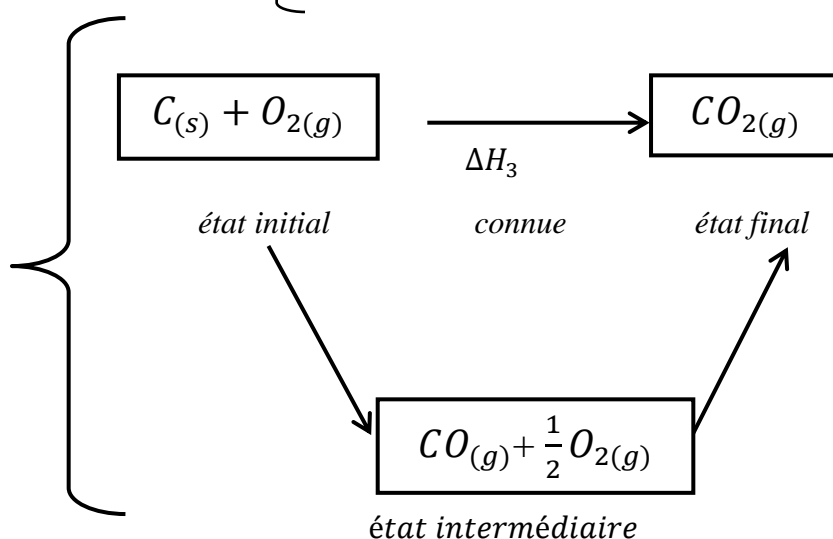 C(s) + O₂(g)
CO₂(g)
ΔH₃
état initial
connue
état final
CO(g) + 1/2 O₂(g)
état intermédiaire